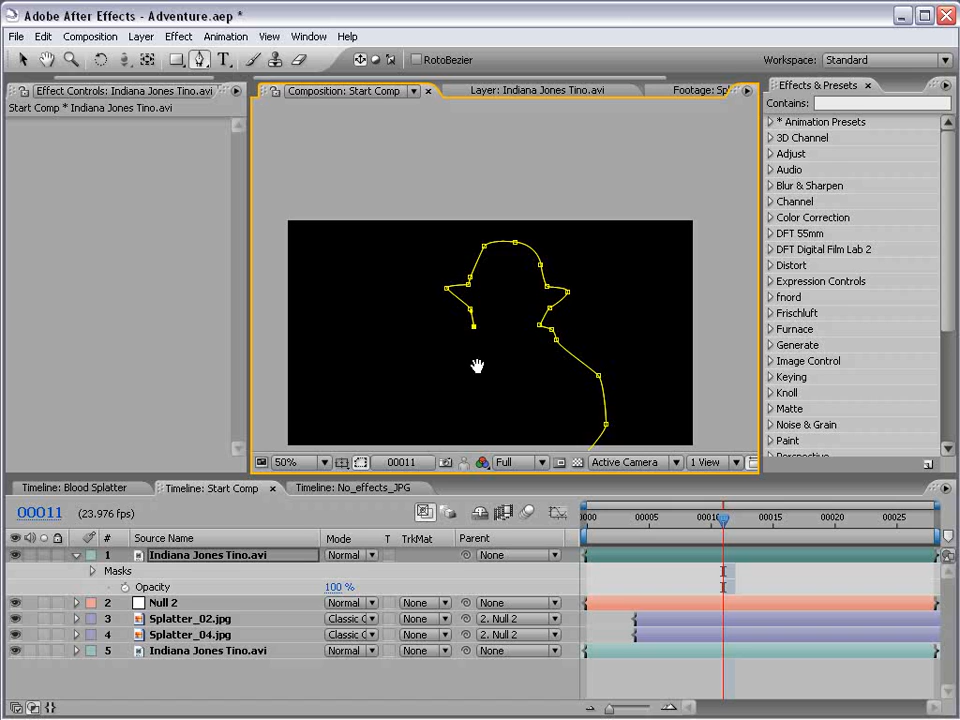 Adobe After Effects - Adventure.aep *
File Edit Composition Layer Effect Animation View Window Help
RotoBezier
Workspace: Standard
Effect Controls: Indiana Jones Tino.avi
Composition: Start Comp
Layer: Indiana Jones Tino.avi
Footage: Sp
Effects & Presets
Start Comp * Indiana Jones Tino.avi
Contains:
* Animation Presets
3D Channel
Adjust
Audio
Blur & Sharpen
Channel
Color Correction
DFT 55mm
DFT Digital Film Lab 2
Distort
Expression Controls
fnord
Frischluft
Furnace
Generate
Image Control
Keying
Knoll
Matte
Noise & Grain
Paint
Perspective
50% 00011 Full Active Camera 1 View
Timeline: Blood Splatter Timeline: Start Comp Timeline: No_effects_JPG
00011 (23.976 fps)
0000 00005 00010 00015 00020 00025
# Source Name Mode T TrkMat Parent
1 Indiana Jones Tino.avi Normal None
Masks
Opacity 100 %
2 Null 2 Normal None None
3 Splatter_02.jpg Classic C None 2. Null 2
4 Splatter_04.jpg Classic C None 2. Null 2
5 Indiana Jones Tino.avi Normal None None